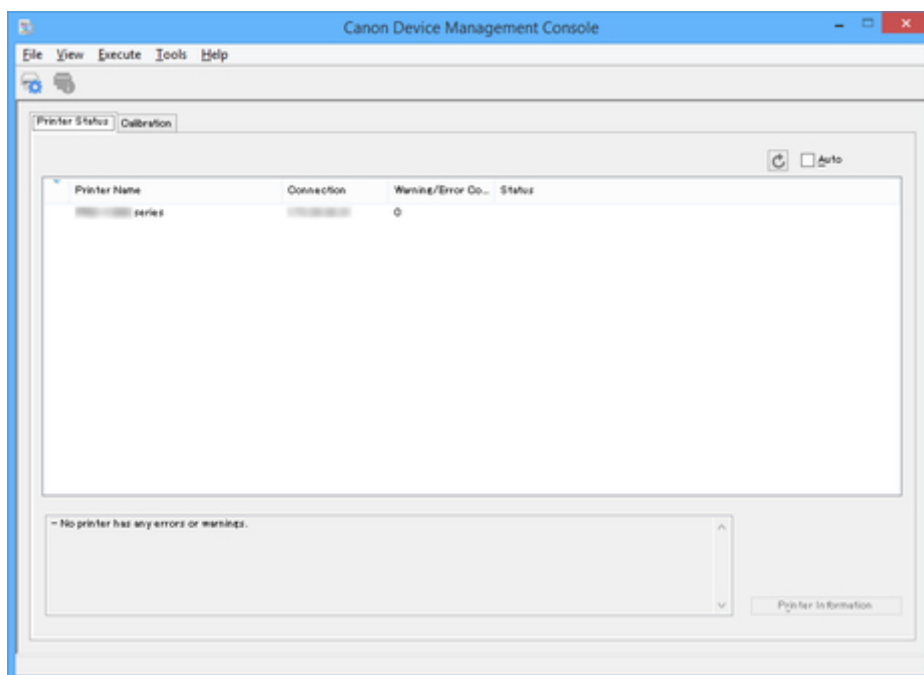 Canon Device Management Console
File View Execute Tools Help
Printer Status Calibration
Auto
Printer Name Connection Warning/Error Co... Status
series 0
- No printer has any errors or warnings.
Printer Information